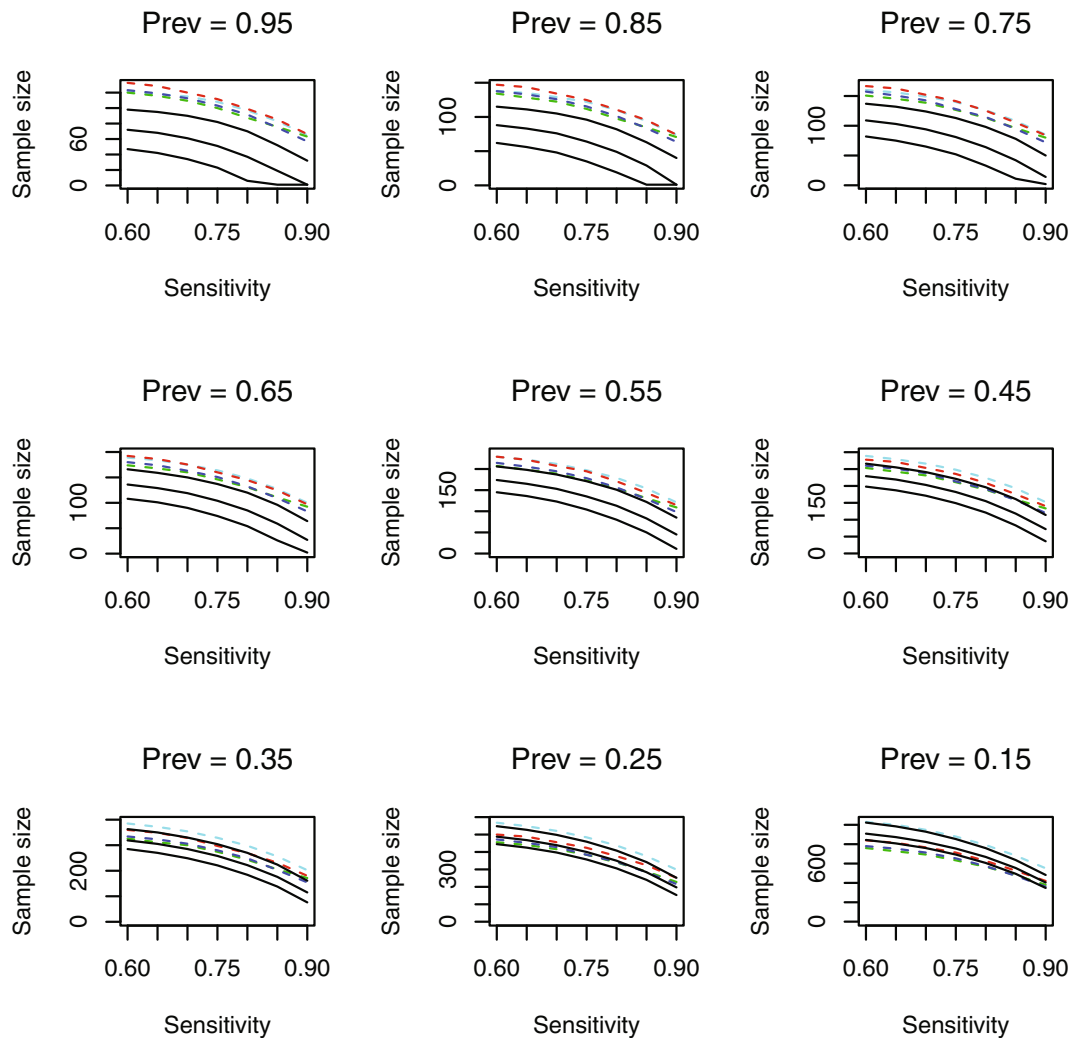 Prev = 0.95
Sample size
60
0
0.60 0.75 0.90
Sensitivity
Prev = 0.85
Sample size
100
0
0.60 0.75 0.90
Sensitivity
Prev = 0.75
Sample size
100
0
0.60 0.75 0.90
Sensitivity
Prev = 0.65
Sample size
100
0
0.60 0.75 0.90
Sensitivity
Prev = 0.55
Sample size
150
0
0.60 0.75 0.90
Sensitivity
Prev = 0.45
Sample size
150
0
0.60 0.75 0.90
Sensitivity
Prev = 0.35
Sample size
200
0
0.60 0.75 0.90
Sensitivity
Prev = 0.25
Sample size
300
0
0.60 0.75 0.90
Sensitivity
Prev = 0.15
Sample size
600
0
0.60 0.75 0.90
Sensitivity